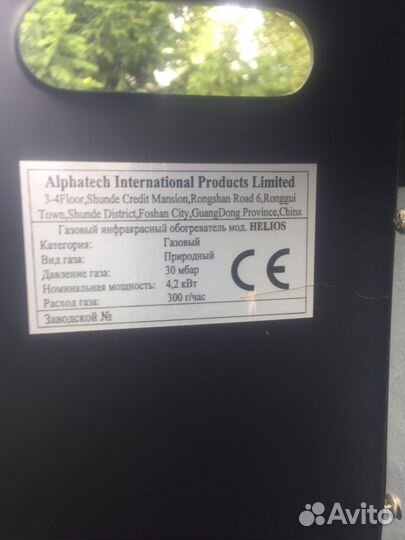 Alphatech International Products Limited
3-4Floor,Shunde Credit Mansion,Rongshan Road 6,Ronggui
Town,Shunde District,Foshan City,GuangDong Province,China
Газовый инфракрасный обогреватель мод. HELIOS
Категория: Газовый
Вид газа: Природный
Давление газа: 30 мбар
Номинальная мощность: 4,2 кВт
Расход газа: 300 г/час
CE
Заводской №
Avito